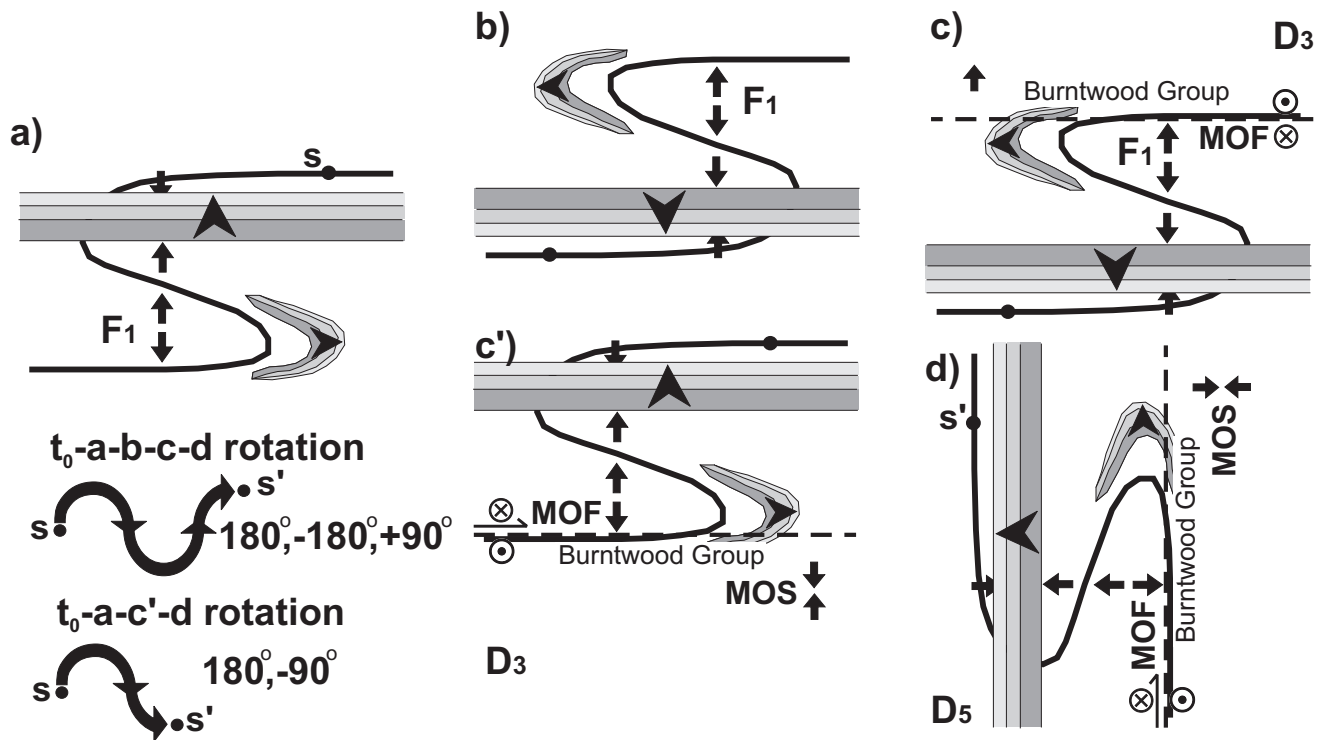 a)
s
F1
t0-a-b-c-d rotation
s
s'
180°,-180°,+90°
t0-a-c'-d rotation
180°,-90°
s
s'
b)
F1
c')
MOF
Burntwood Group
MOS
D3
c)
D3
Burntwood Group
F1
MOF
d)
s'
MOS
Burntwood Group
MOF
D5